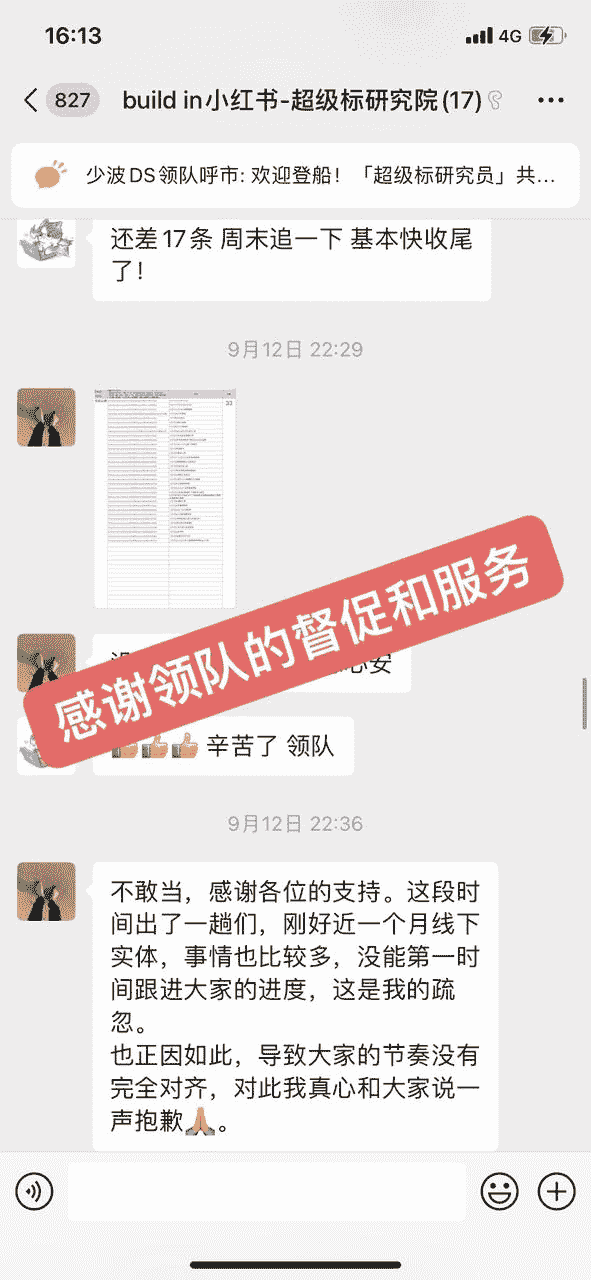 16:13
4G
827
build in小红书-超级标研究院(17)
少波DS领队呼市: 欢迎登船！「超级标研究员」共...
还差17条 周末追一下 基本快收尾
了！
9月12日 22:29
33
感谢领队的督促和服务
心安
辛苦了 领队
9月12日 22:36
不敢当，感谢各位的支持。这段时
间出了一趟们，刚好近一个月线下
实体，事情也比较多，没能第一时
间跟进大家的进度，这是我的疏
忽。
也正因如此，导致大家的节奏没有
完全对齐，对此我真心和大家说一
声抱歉🙏。